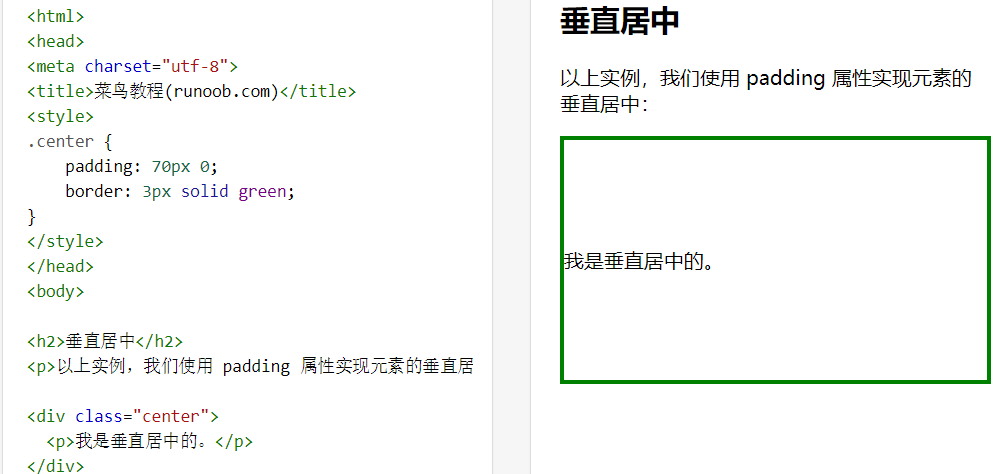 <html>
<head>
<meta charset="utf-8">
<title>菜鸟教程(runoob.com)</title>
<style>
.center {
    padding: 70px 0;
    border: 3px solid green;
}
</style>
</head>
<body>
<h2>垂直居中</h2>
<p>以上实例，我们使用 padding 属性实现元素的垂直居
<div class="center">
  <p>我是垂直居中的。</p>
</div>
垂直居中
以上实例，我们使用 padding 属性实现元素的
垂直居中：
我是垂直居中的。